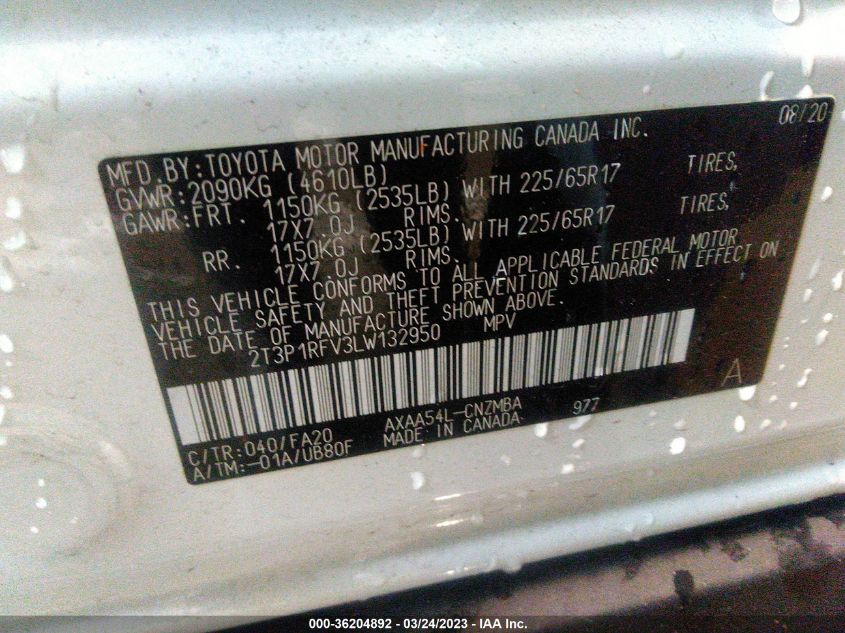 08/20
MFD.BY:TOYOTA MOTOR MANUFACTURING CANADA INC.
GVWR:2090KG (4610LB)
GAWR:FRT. 1150KG (2535LB) WITH 225/65R17 TIRES,
17X7.0J RIMS.
RR. 1150KG (2535LB) WITH 225/65R17 TIRES,
17X7.0J RIMS.
THIS VEHICLE CONFORMS TO ALL APPLICABLE FEDERAL MOTOR
VEHICLE SAFETY AND THEFT PREVENTION STANDARDS IN EFFECT ON
THE DATE OF MANUFACTURE SHOWN ABOVE.
2T3P1RFV3LW132950 MPV
A
C/TR:040/FA20 AXAA54L-CNZMBA 977
A/TM:-01A/UB80F MADE IN CANADA
000-36204892 - 03/24/2023 - IAA Inc.